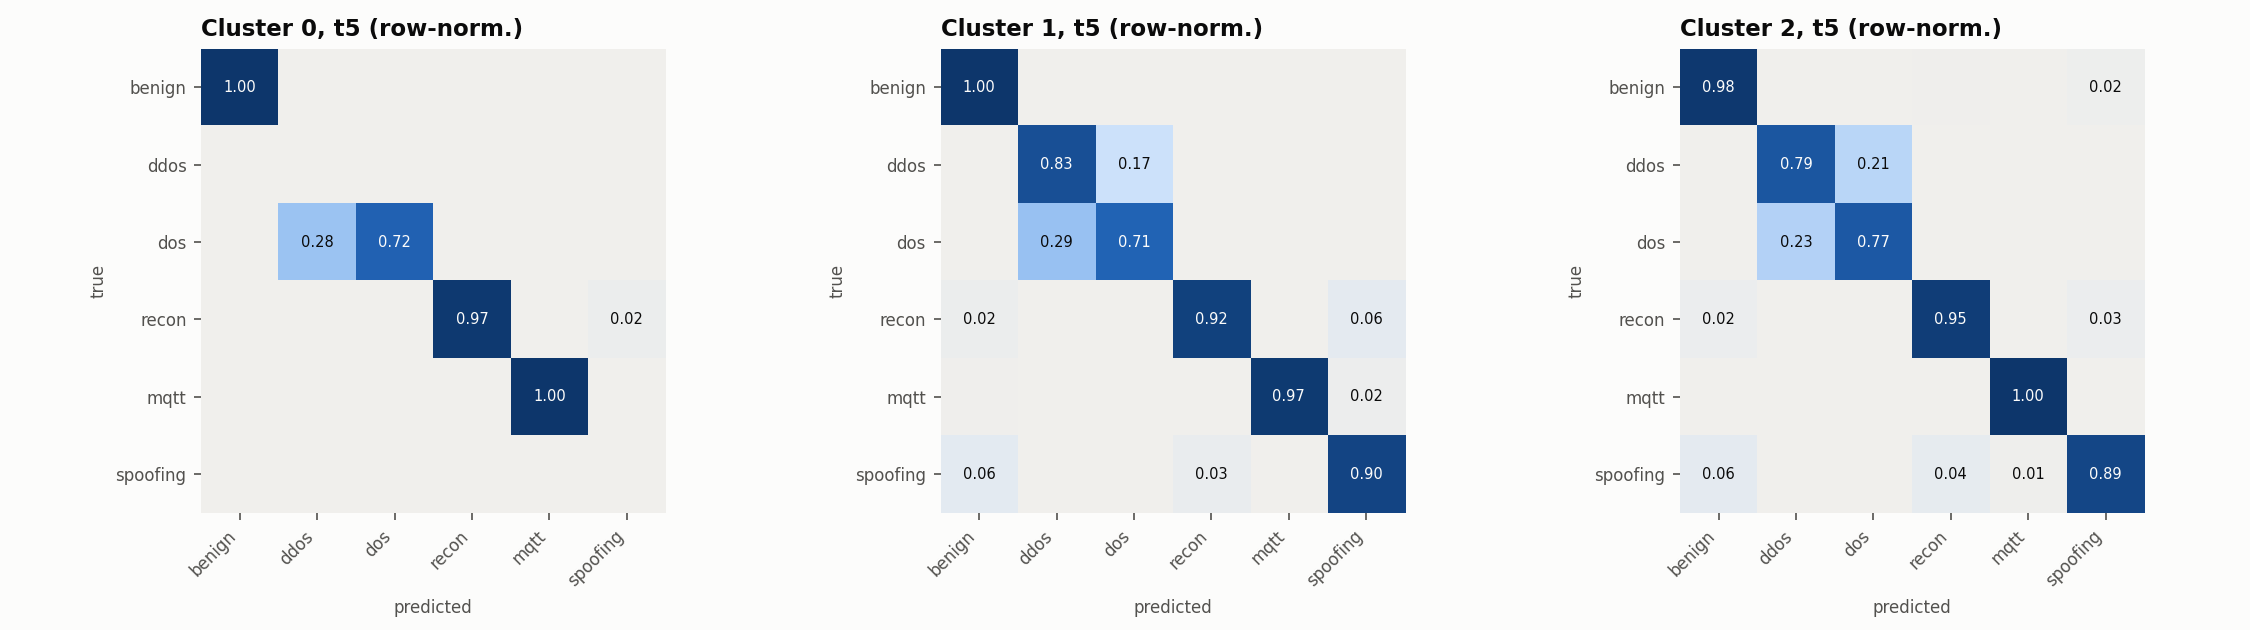 Cluster 0, t5 (row-norm.)
benign
ddos
dos
recon
mqtt
spoofing
true
1.00
0.28 0.72
0.97 0.02
1.00
benign ddos dos recon mqtt spoofing
predicted
Cluster 1, t5 (row-norm.)
benign
ddos
dos
recon
mqtt
spoofing
true
1.00
0.83 0.17
0.29 0.71
0.02 0.92 0.06
0.97 0.02
0.06 0.03 0.90
benign ddos dos recon mqtt spoofing
predicted
Cluster 2, t5 (row-norm.)
benign
ddos
dos
recon
mqtt
spoofing
true
0.98 0.02
0.79 0.21
0.23 0.77
0.02 0.95 0.03
1.00
0.06 0.04 0.01 0.89
benign ddos dos recon mqtt spoofing
predicted